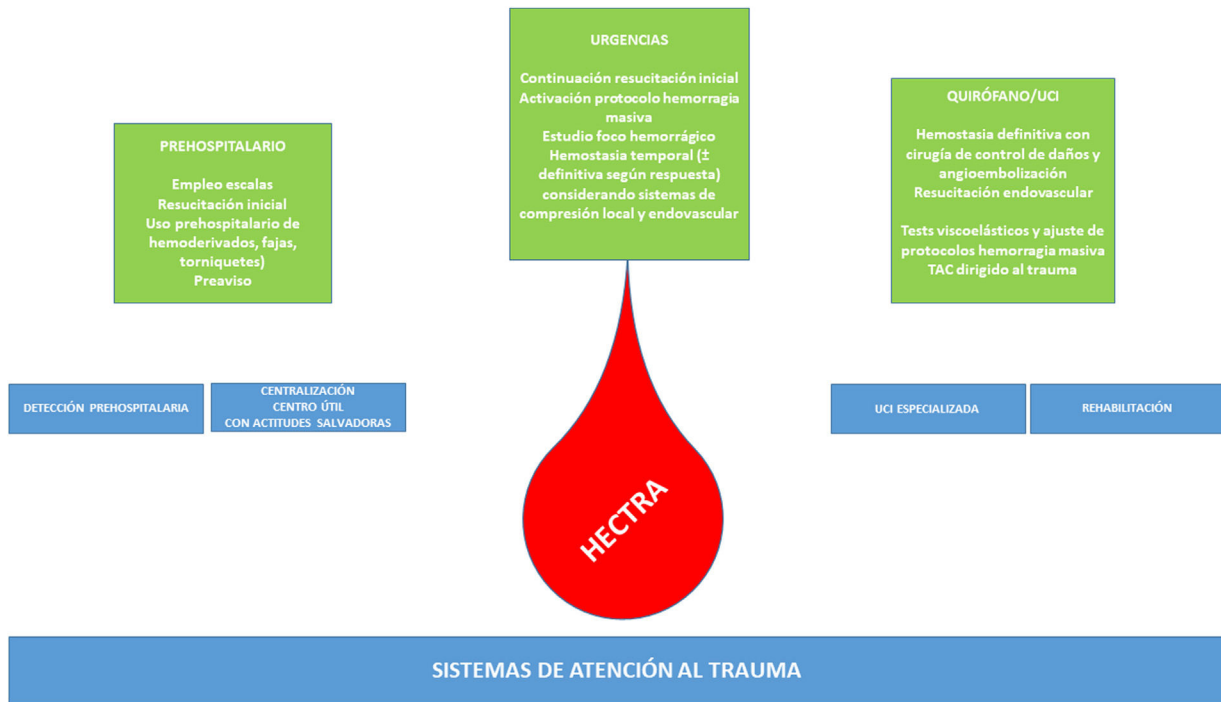 PREHOSPITALARIO
Empleo escalas
Resucitación inicial
Uso prehospitalario de
hemoderivados, fajas,
torniquetes)
Preaviso
URGENCIAS
Continuación resucitación inicial
Activación protocolo hemorragia
masiva
Estudio foco hemorrágico
Hemostasia temporal (±
definitiva según respuesta)
considerando sistemas de
compresión local y endovascular
QUIRÓFANO/UCI
Hemostasia definitiva con
cirugía de control de daños y
angioembolización
Resucitación endovascular
Tests viscoelásticos y ajuste de
protocolos hemorragia masiva
TAC dirigido al trauma
DETECCIÓN PREHOSPITALARIA
CENTRALIZACIÓN
CENTRO ÚTIL
CON ACTITUDES SALVADORAS
UCI ESPECIALIZADA
REHABILITACIÓN
HECTRA
SISTEMAS DE ATENCIÓN AL TRAUMA